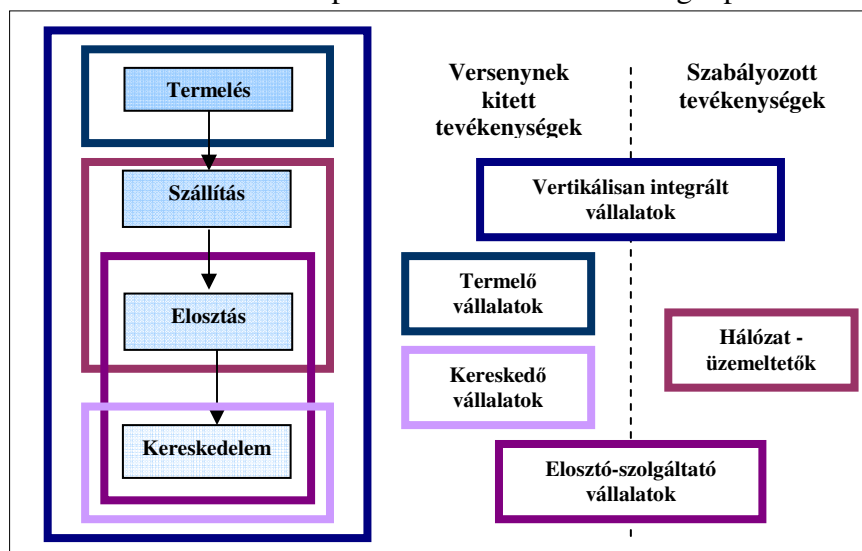 Termelés
Szállítás
Elosztás
Kereskedelem
Versenynek
kitett
tevékenységek
Szabályozott
tevékenységek
Vertikálisan integrált
vállalatok
Termelő
vállalatok
Hálózat -
üzemeltetők
Kereskedő
vállalatok
Elosztó-szolgáltató
vállalatok